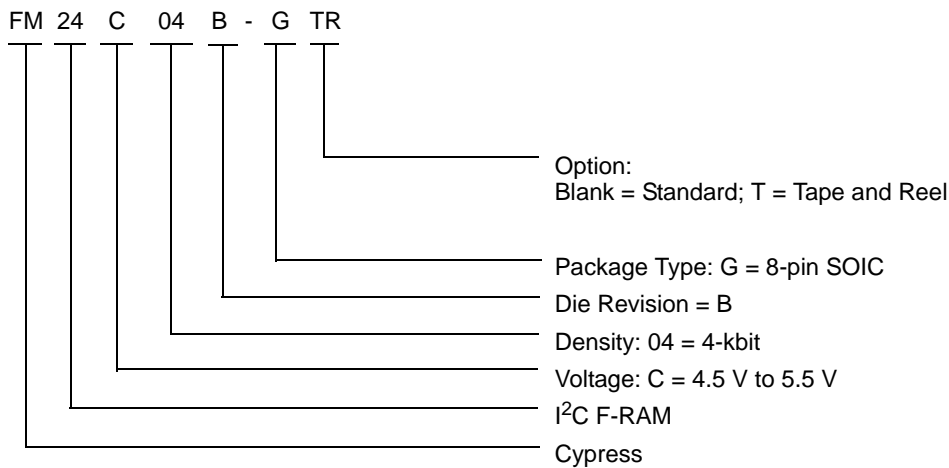 FM 24 C 04 B - G TR
Option:
Blank = Standard; T = Tape and Reel
Package Type: G = 8-pin SOIC
Die Revision = B
Density: 04 = 4-kbit
Voltage: C = 4.5 V to 5.5 V
I²C F-RAM
Cypress